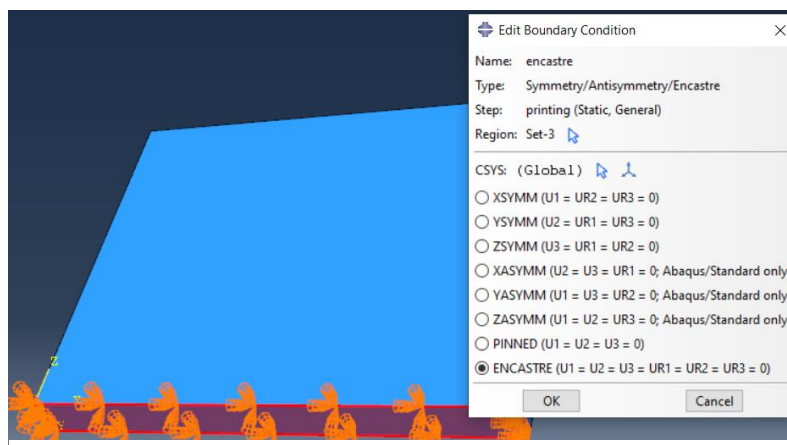 Edit Boundary Condition
Name: encastre
Type: Symmetry/Antisymmetry/Encastre
Step: printing (Static, General)
Region: Set-3
CSYS: (Global)
XSYMM (U1 = UR2 = UR3 = 0)
YSYMM (U2 = UR1 = UR3 = 0)
ZSYMM (U3 = UR1 = UR2 = 0)
XASYMM (U2 = U3 = UR1 = 0; Abaqus/Standard only
YASYMM (U1 = U3 = UR2 = 0; Abaqus/Standard only
ZASYMM (U1 = U2 = UR3 = 0; Abaqus/Standard only
PINNED (U1 = U2 = U3 = 0)
ENCASTRE (U1 = U2 = U3 = UR1 = UR2 = UR3 = 0)
OK Cancel
Z